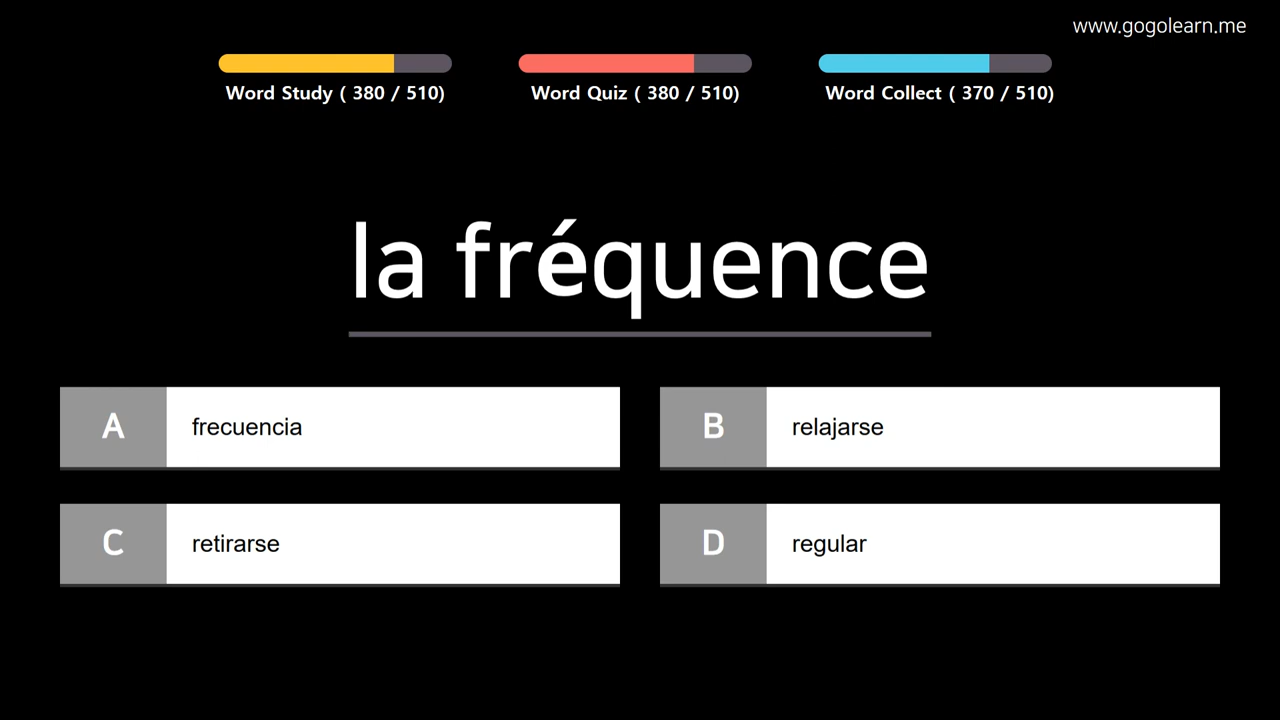 www.gogolearn.me
Word Study ( 380 / 510)
Word Quiz ( 380 / 510)
Word Collect ( 370 / 510)
la fréquence
A frecuencia
B relajarse
C retirarse
D regular